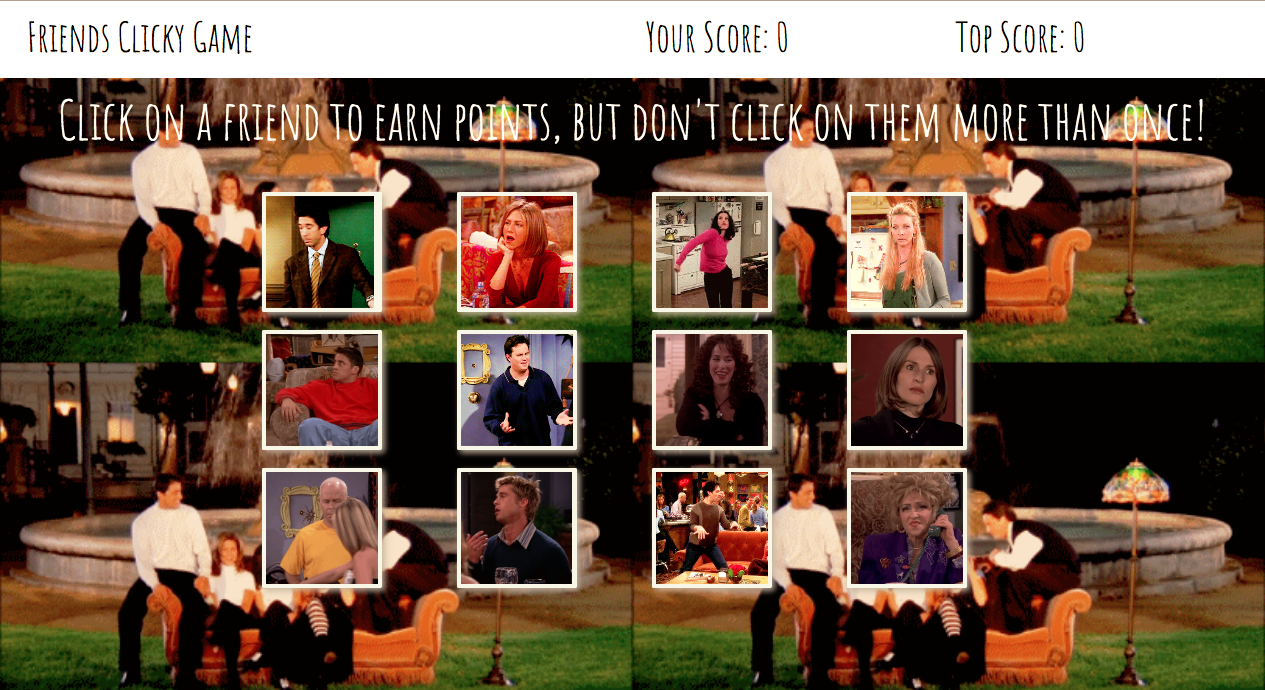 Friends Clicky Game
Your Score: 0
Top Score: 0
Click on a friend to earn points, but don't click on them more than once!